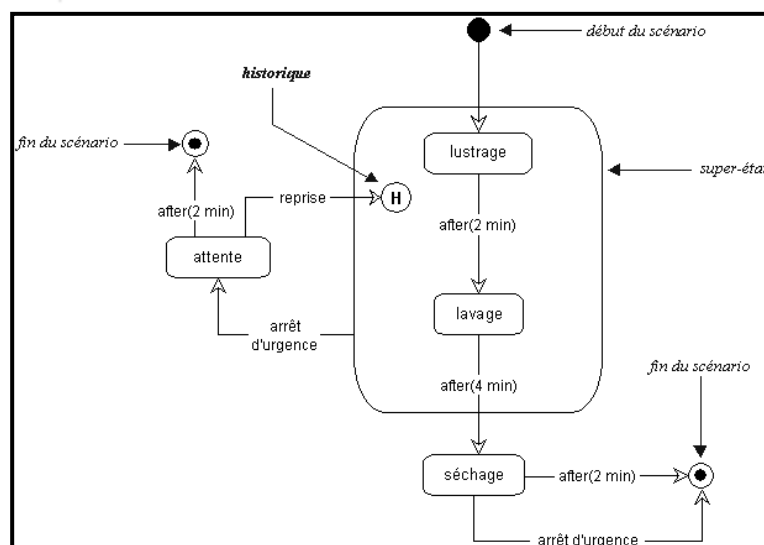 début du scénario
historique
fin du scénario
lustrage
super-état
reprise
H
after(2 min)
after(2 min)
attente
lavage
arrêt
d'urgence
fin du scénario
after(4 min)
séchage
after(2 min)
arrêt d'urgence